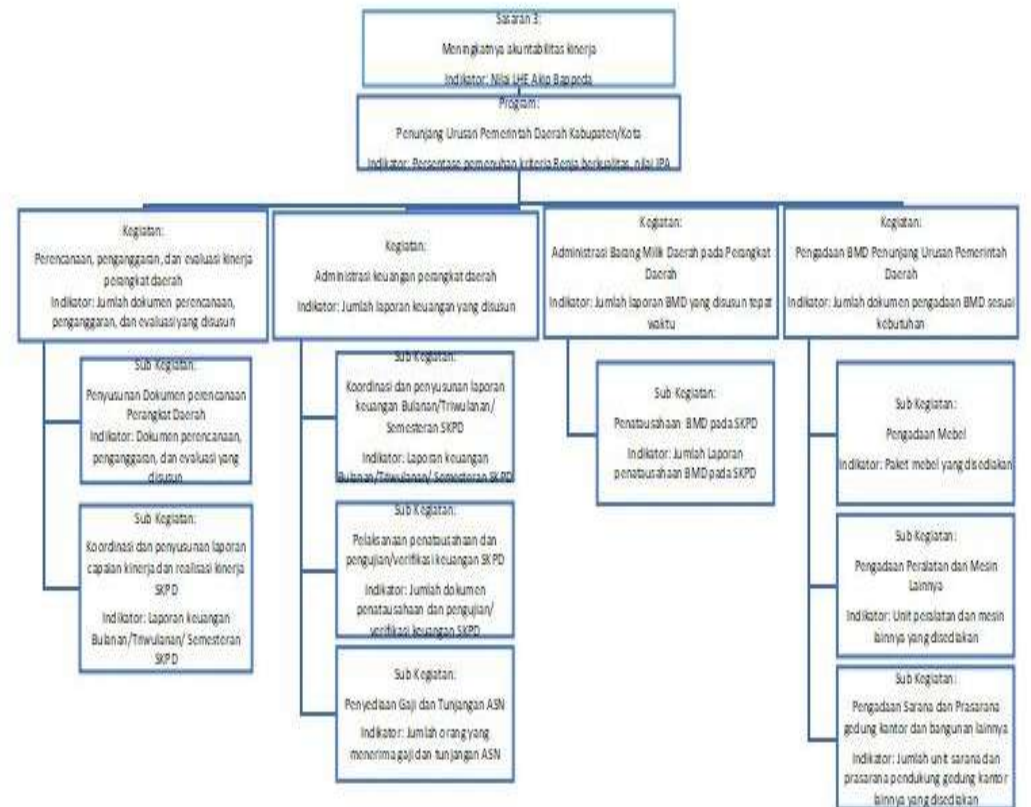 Sasaran 3:
Meningkatnya akuntabilitas kinerja
Indikator: Nilai LHE Akip Bappeda
Program:
Penunjang Urusan Pemerintah Daerah Kabupaten/Kota
Indikator: Persentase pemenuhan kriteria Renja berkualitas, nilai IPA
Kegiatan:
Perencanaan, penganggaran, dan evaluasi kinerja
perangkat daerah
Indikator: Jumlah dokumen perencanaan,
penganggaran, dan evaluasi yang disusun
Sub Kegiatan:
Penyusunan Dokumen perencanaan
Perangkat Daerah
Indikator: Dokumen perencanaan,
penganggaran, dan evaluasi yang
disusun
Sub Kegiatan:
Koordinasi dan penyusunan laporan
capaian kinerja dan realisasi kinerja
SKPD
Indikator: Laporan keuangan
Bulanan/Triwulanan/ Semesteran
SKPD
Kegiatan:
Administrasi keuangan perangkat daerah
Indikator: Jumlah laporan keuangan yang disusun
Sub Kegiatan:
Koordinasi dan penyusunan laporan
keuangan Bulanan/Triwulanan/
Semesteran SKPD
Indikator: Laporan keuangan
Bulanan/Triwulanan/ Semesteran SKPD
Sub Kegiatan:
Pelaksanaan penatausahaan dan
pengujian/verifikasi keuangan SKPD
Indikator: Jumlah dokumen
penatausahaan dan pengujian/
verifikasi keuangan SKPD
Sub Kegiatan:
Penyediaan Gaji dan Tunjangan ASN
Indikator: Jumlah orang yang
menerima gaji dan tunjangan ASN
Kegiatan:
Administrasi Barang Milik Daerah pada Perangkat
Daerah
Indikator: Jumlah laporan BMD yang disusun tepat
waktu
Sub Kegiatan:
Penatausahaan BMD pada SKPD
Indikator: Jumlah Laporan
penatausahaan BMD pada SKPD
Kegiatan:
Pengadaan BMD Penunjang Urusan Pemerintah
Daerah
Indikator: Jumlah dokumen pengadaan BMD sesuai
kebutuhan
Sub Kegiatan:
Pengadaan Mebel
Indikator: Paket mebel yang disediakan
Sub Kegiatan:
Pengadaan Peralatan dan Mesin
Lainnya
Indikator: Unit peralatan dan mesin
lainnya yang disediakan
Sub Kegiatan:
Pengadaan Sarana dan Prasarana
gedung kantor dan bangunan lainnya
Indikator: Jumlah unit sarana dan
prasarana pendukung gedung kantor
lainnya yang disediakan